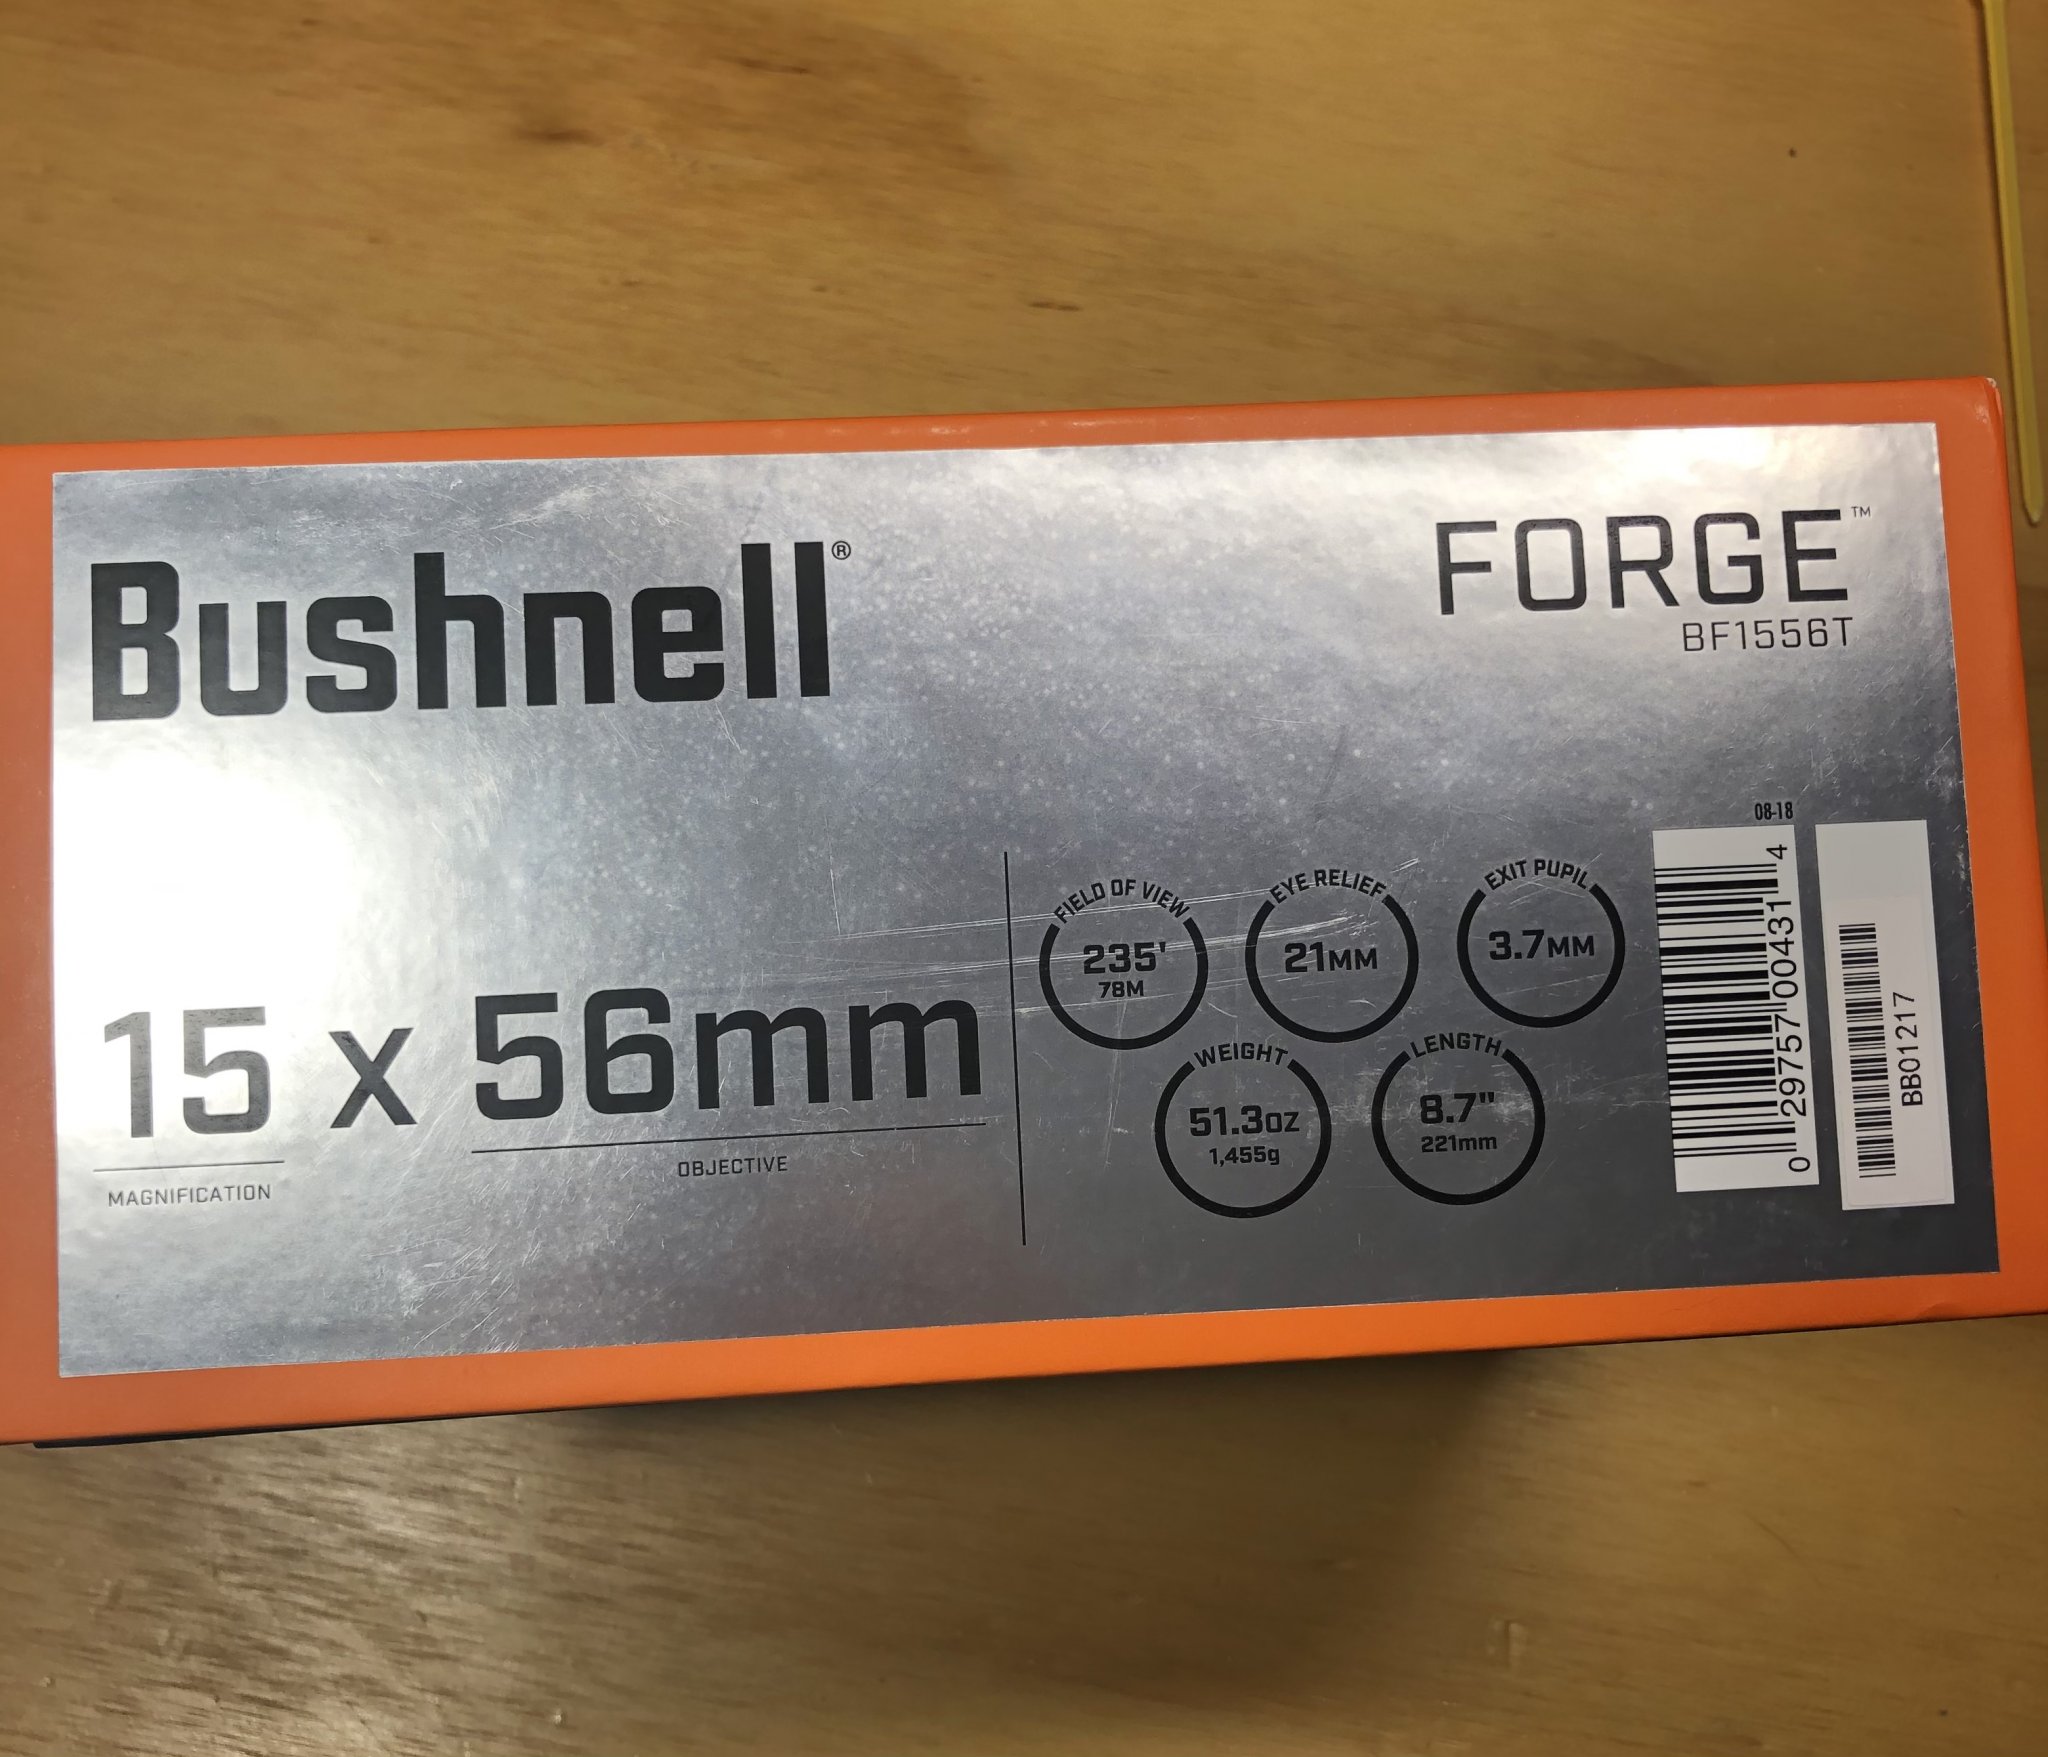 Bushnell®
FORGE™
BF1556T
15 x 56mm
MAGNIFICATION
OBJECTIVE
FIELD OF VIEW
235'
78M
EYE RELIEF
21MM
EXIT PUPIL
3.7MM
WEIGHT
51.3OZ
1,455g
LENGTH
8.7"
221mm
08-18
0 29757 00431 4
BB01217